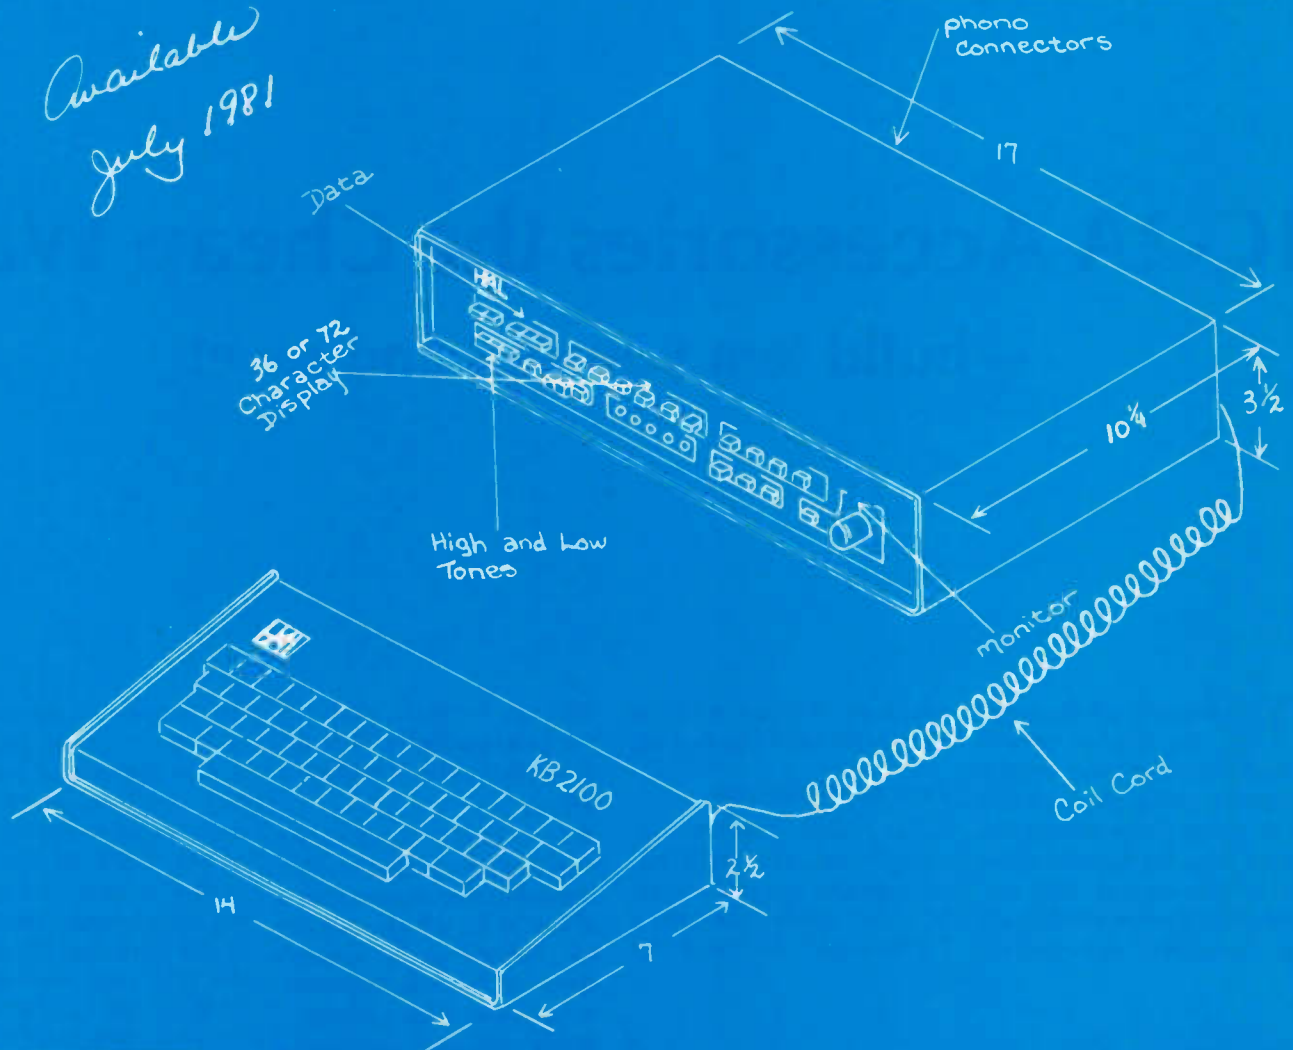 Available
July 1981
phono
connectors
17
Data
HAL
36 or 72
Character
Display
3½
10¼
High and Low
Tones
monitor
HAL
KB2100
Coil Cord
2½
14
7